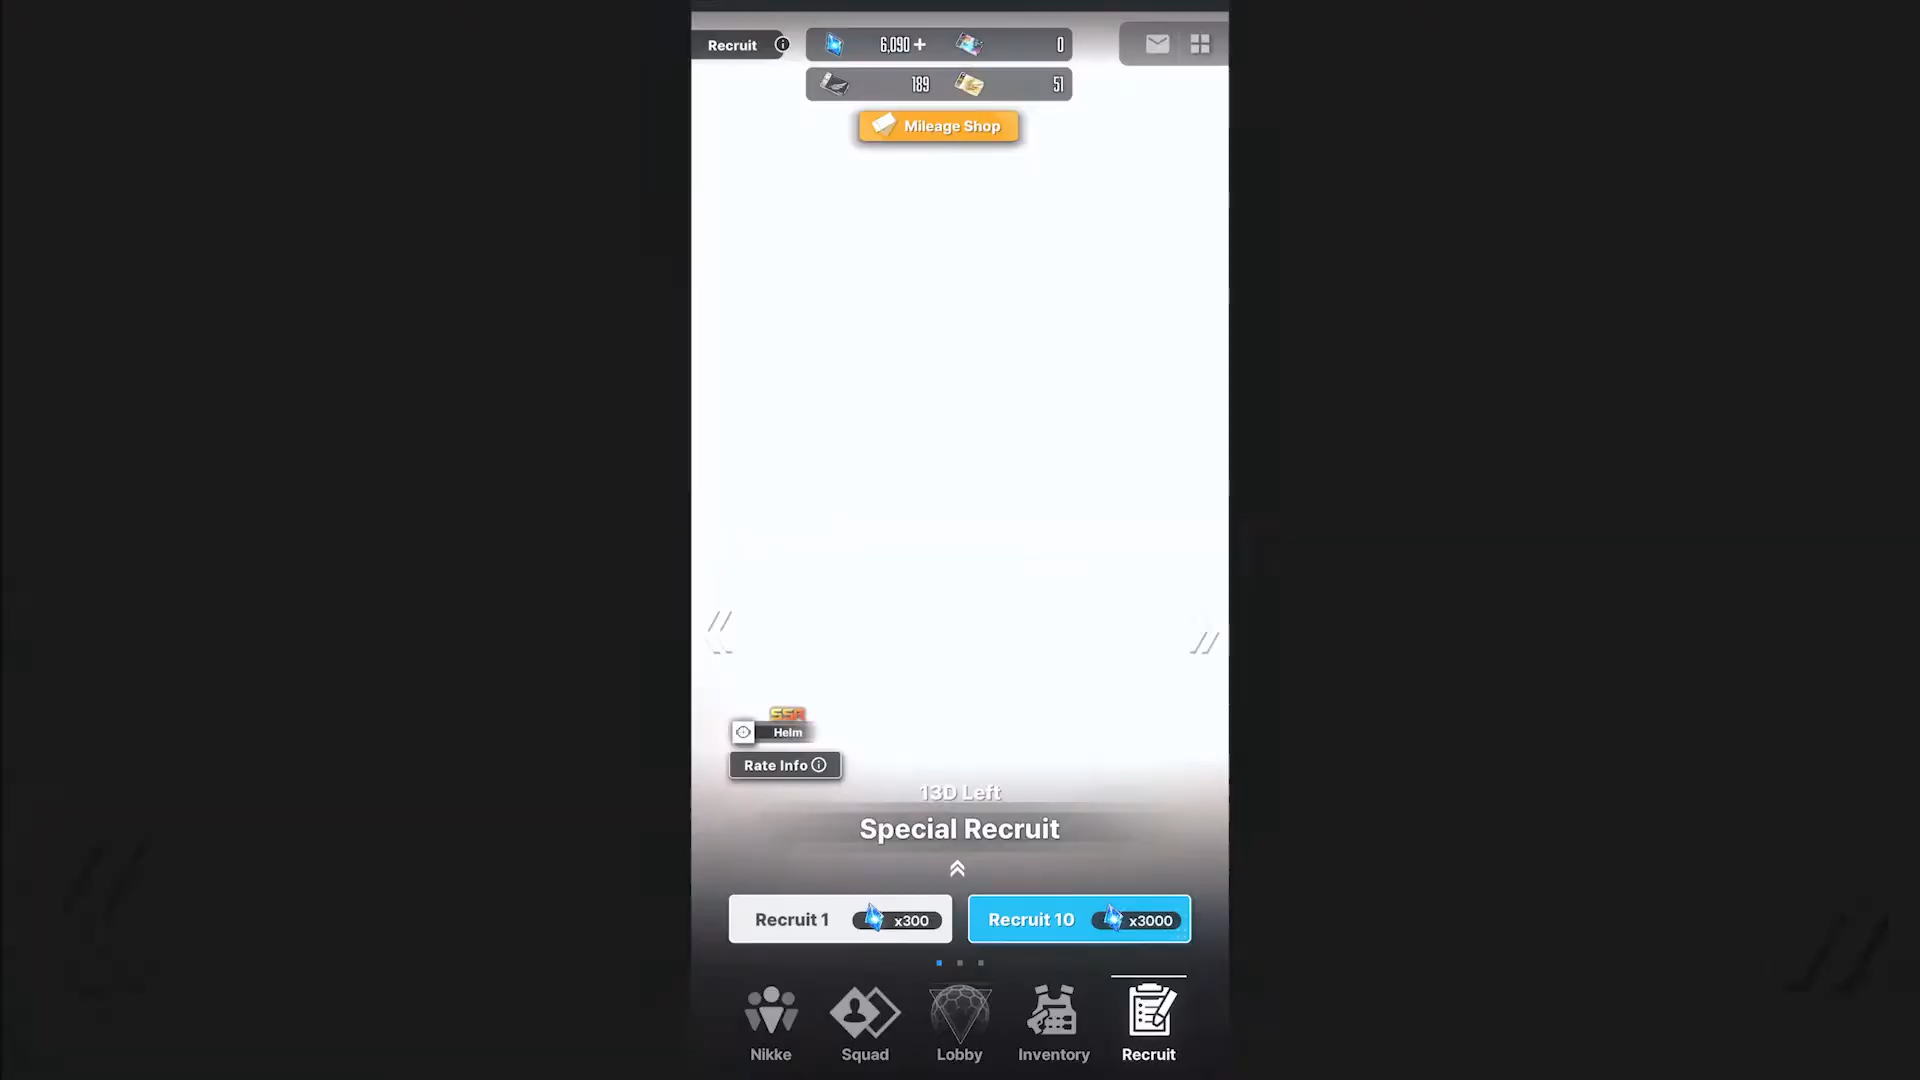 Recruit
6,090 +
0
189
51
Mileage Shop
SSR
Helm
Rate Info
13D Left
Special Recruit
Recruit 1 x300
Recruit 10 x3000
Nikke
Squad
Lobby
Inventory
Recruit